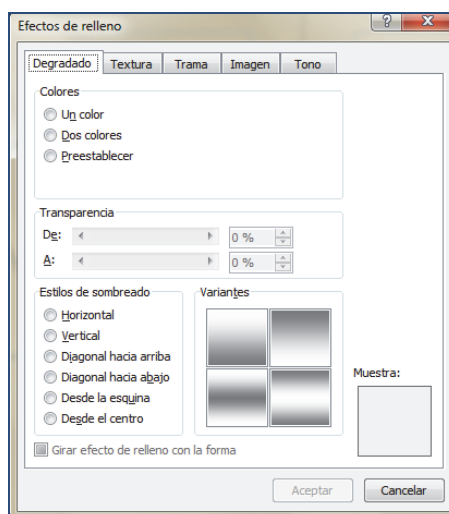 Efectos de relleno
?
X
Degradado Textura Trama Imagen Tono
Colores
Un color
Dos colores
Preestablecer
Transparencia
De: 0 %
A: 0 %
Estilos de sombreado
Horizontal
Vertical
Diagonal hacia arriba
Diagonal hacia abajo
Desde la esquina
Desde el centro
Variantes
Muestra:
Girar efecto de relleno con la forma
Aceptar Cancelar